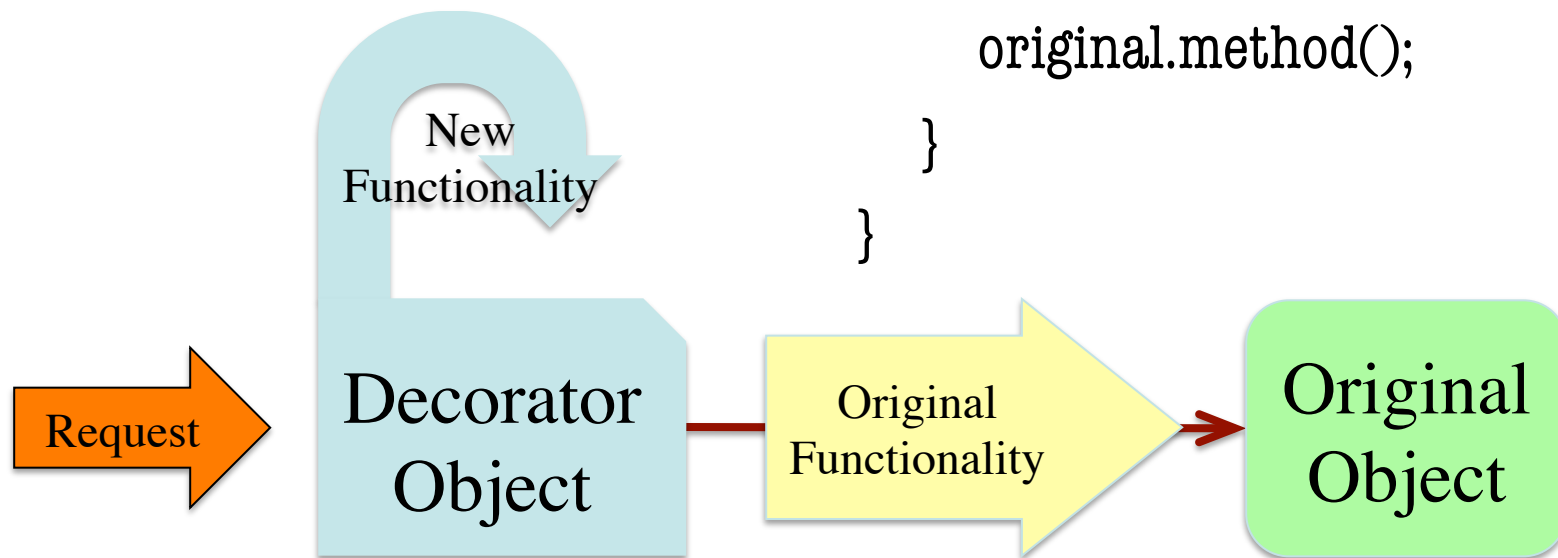 original.method();
}
}
New
Functionality
Request
Decorator
Object
Original
Functionality
Original
Object